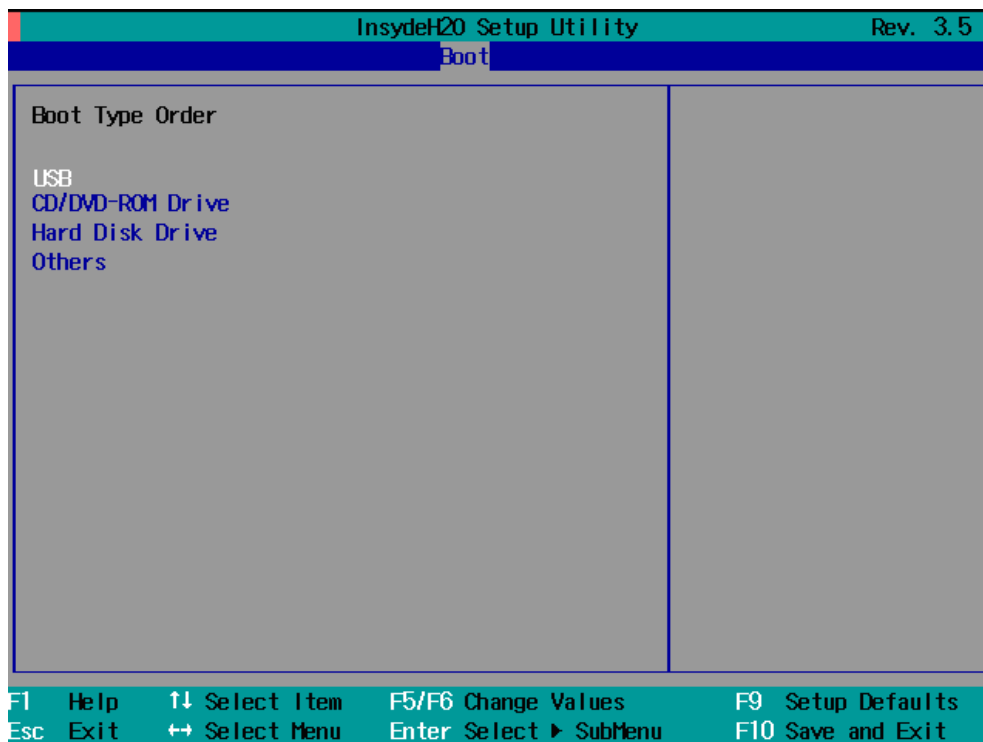 InsydeH2O Setup Utility Rev. 3.5
Boot
Boot Type Order
USB
CD/DVD-ROM Drive
Hard Disk Drive
Others
F1 Help ↑↓ Select Item F5/F6 Change Values F9 Setup Defaults
Esc Exit ↔ Select Menu Enter Select ▶ SubMenu F10 Save and Exit